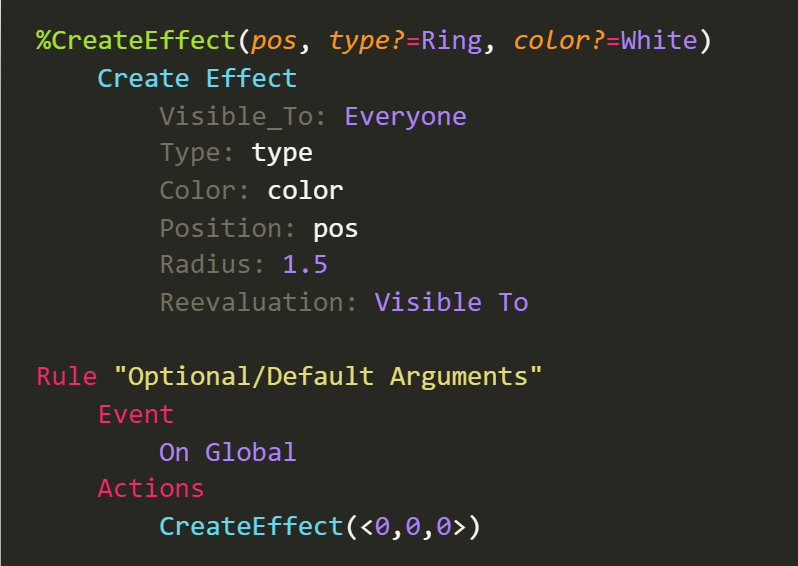 %CreateEffect(pos, type?=Ring, color?=White)
    Create Effect
        Visible_To: Everyone
        Type: type
        Color: color
        Position: pos
        Radius: 1.5
        Reevaluation: Visible To

Rule "Optional/Default Arguments"
    Event
        On Global
    Actions
        CreateEffect(<0,0,0>)